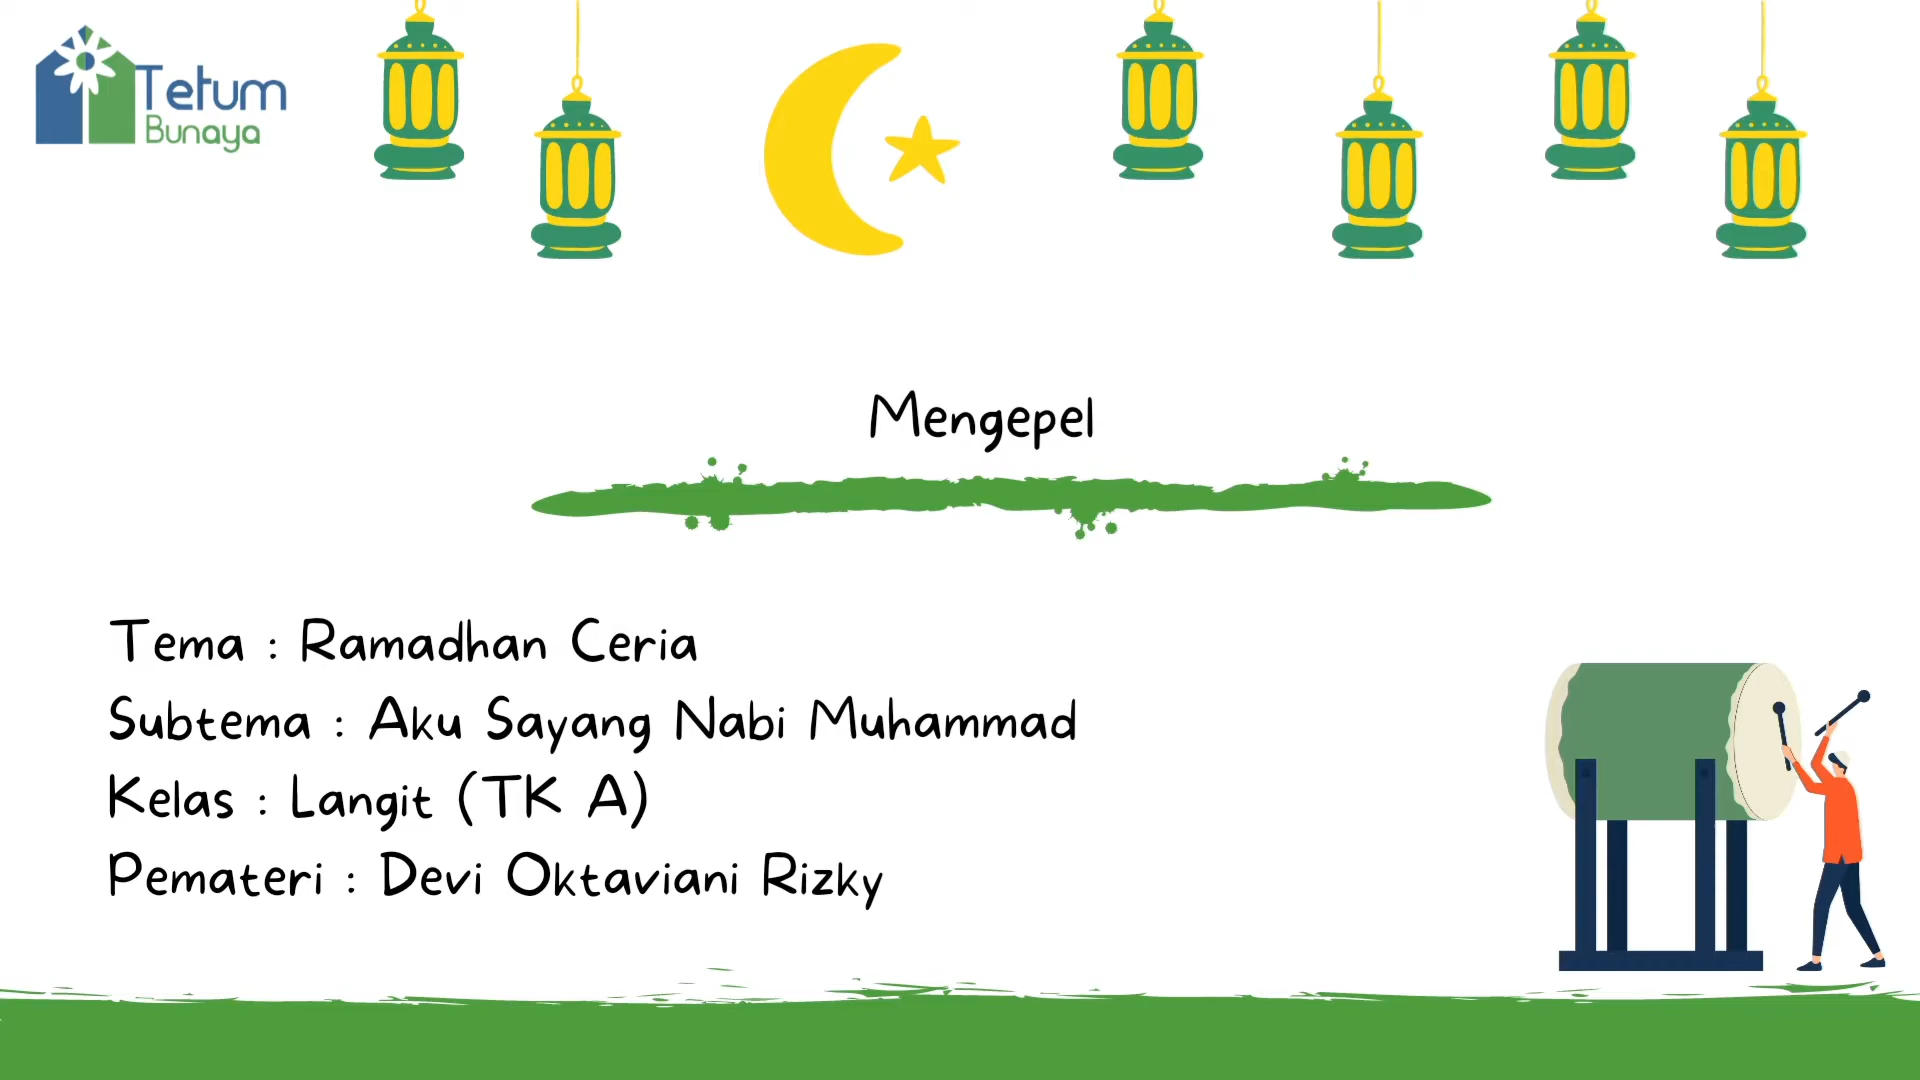 Tetum
Bunaya
Mengepel
Tema : Ramadhan Ceria
Subtema : Aku Sayang Nabi Muhammad
Kelas : Langit (TK A)
Pemateri : Devi Oktaviani Rizky